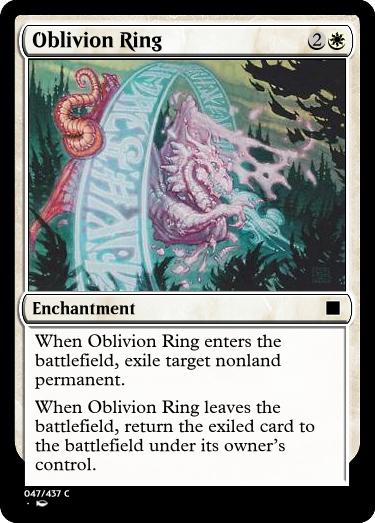 Oblivion Ring
2
Enchantment
When Oblivion Ring enters the
battlefield, exile target nonland
permanent.
When Oblivion Ring leaves the
battlefield, return the exiled card to
the battlefield under its owner's
control.
047/437 C